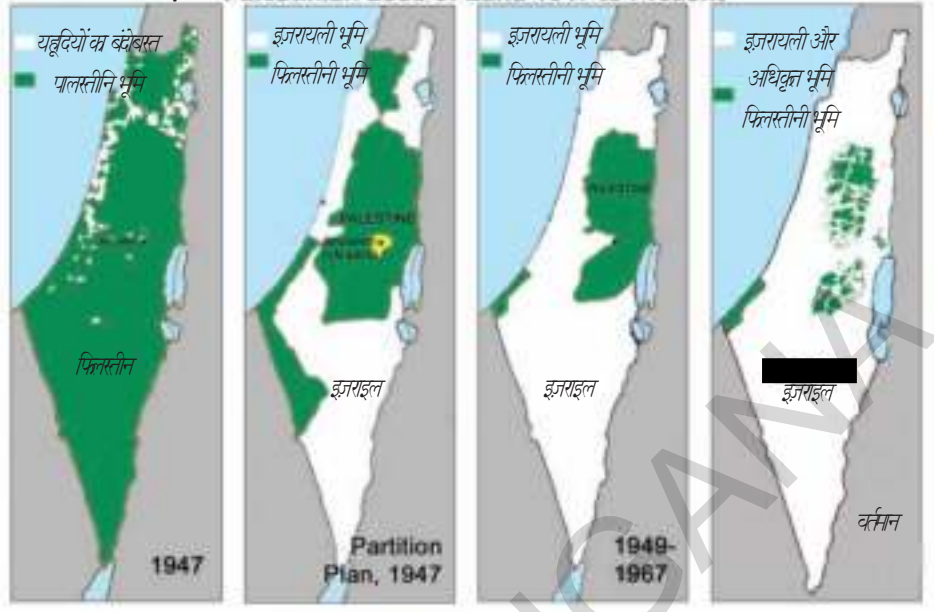 यहूदियों का बंदोबस्त
पालस्तीनि भूमि
फिलस्तीन
1947
इज़रायली भूमि
फिलस्तीनी भूमि
PALESTINE
इज़राइल
Partition
Plan, 1947
इज़रायली भूमि
फिलस्तीनी भूमि
PALESTINE
इज़राइल
1949-
1967
इज़रायली और
अधिकृत भूमि
फिलस्तीनी भूमि
इज़राइल
वर्तमान